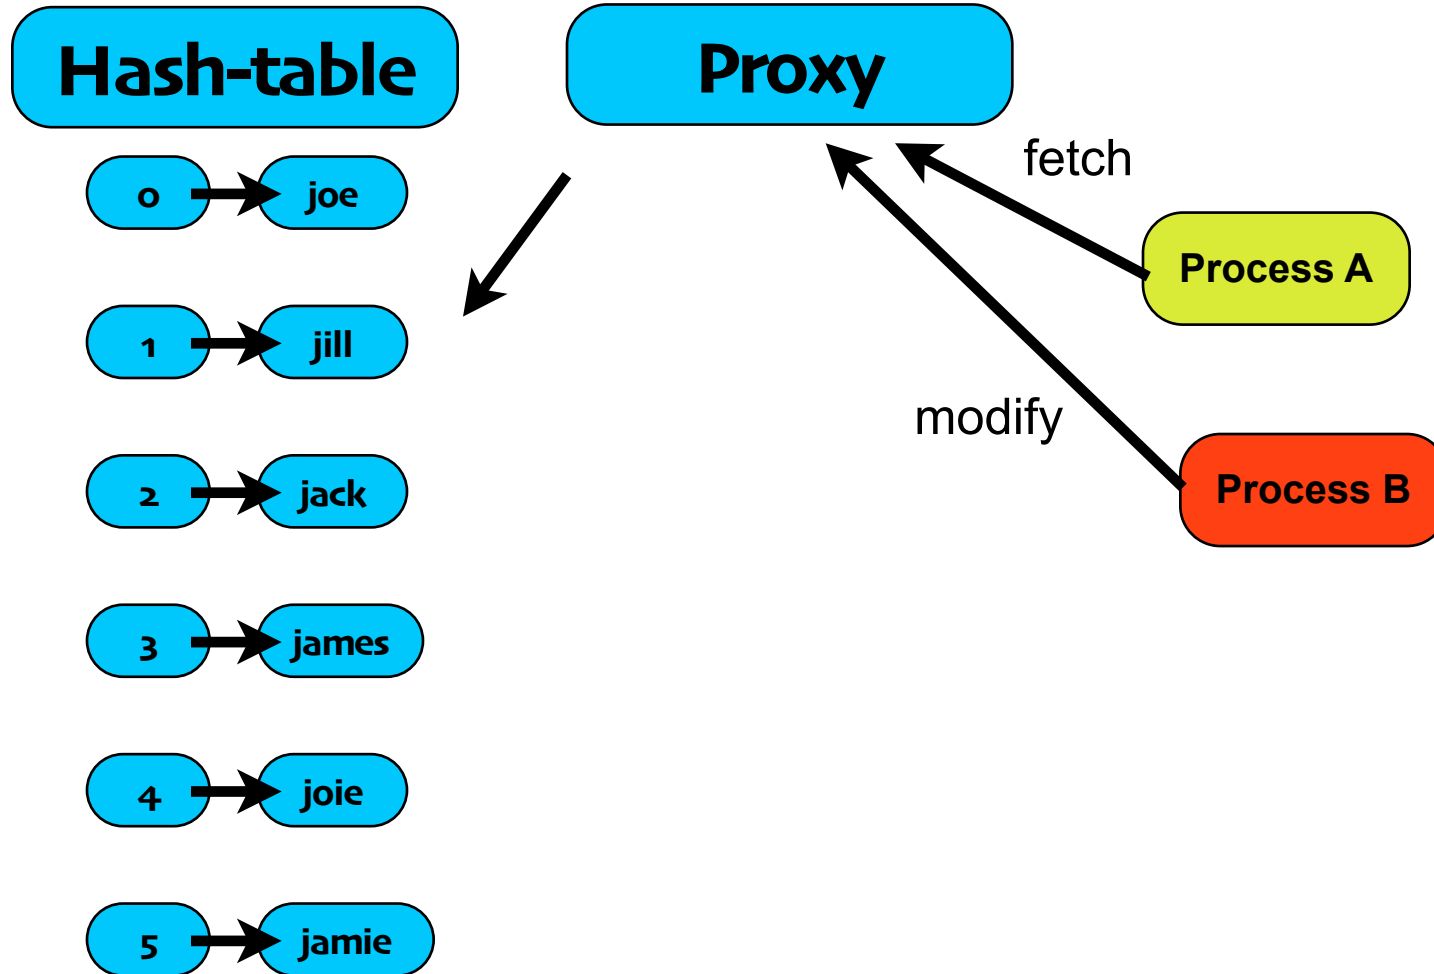 Hash-table
Proxy
fetch
0 joe
Process A
1 jill
modify
2 jack
Process B
3 james
4 joie
5 jamie